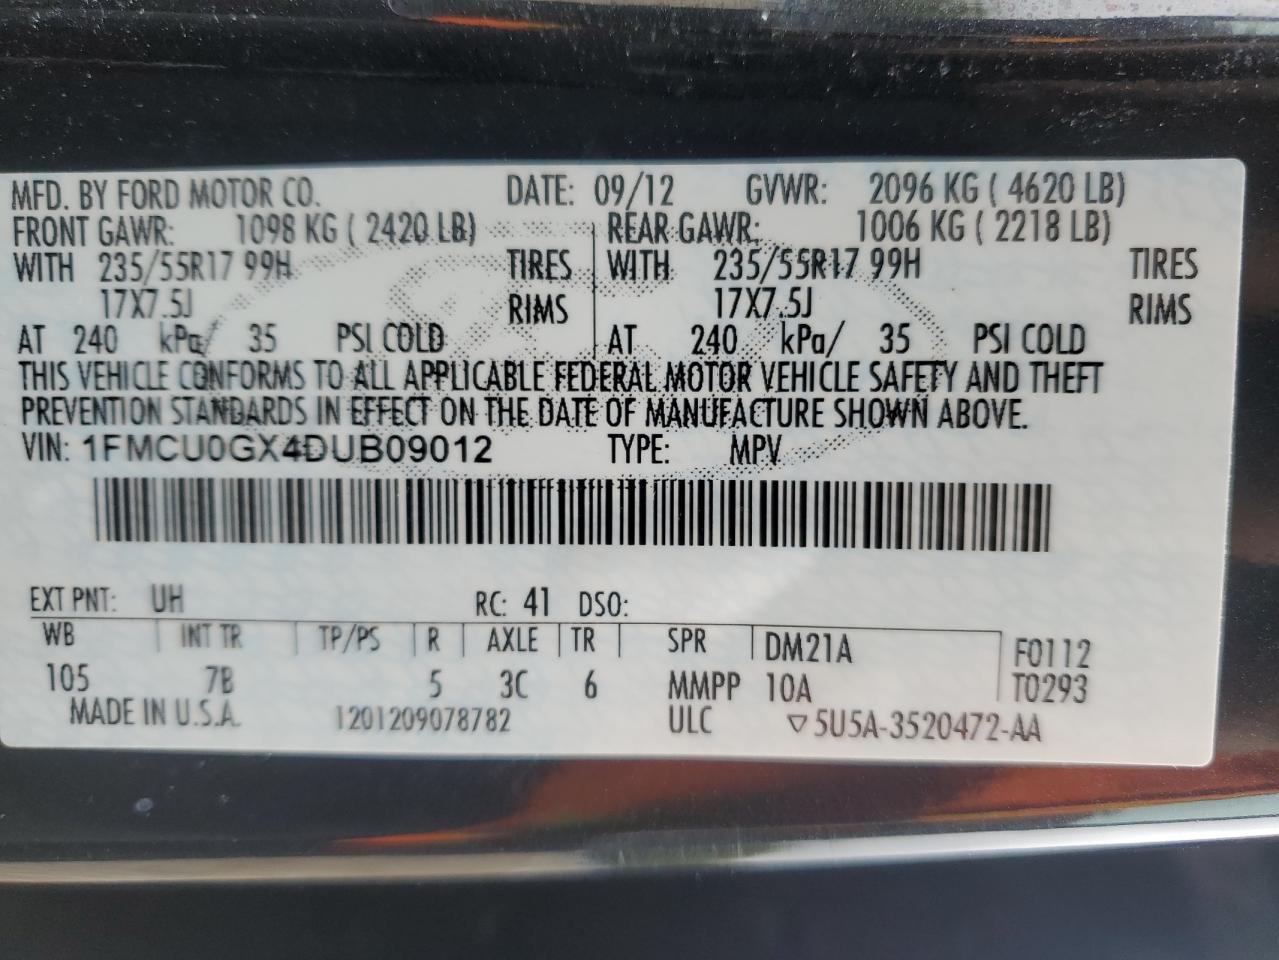 MFD. BY FORD MOTOR CO. DATE: 09/12 GVWR: 2096 KG ( 4620 LB)
FRONT GAWR: 1098 KG ( 2420 LB) REAR GAWR: 1006 KG ( 2218 LB)
WITH 235/55R17 99H TIRES WITH 235/55R17 99H TIRES
17X7.5J RIMS 17X7.5J RIMS
AT 240 kPa/ 35 PSI COLD AT 240 kPa/ 35 PSI COLD
THIS VEHICLE CONFORMS TO ALL APPLICABLE FEDERAL MOTOR VEHICLE SAFETY AND THEFT
PREVENTION STANDARDS IN EFFECT ON THE DATE OF MANUFACTURE SHOWN ABOVE.
VIN: 1FMCU0GX4DUB09012 TYPE: MPV
EXT PNT: UH RC: 41 DSO:
WB INT TR TP/PS R AXLE TR SPR DM21A F0112
105 7B 5 3C 6 MMPP 10A T0293
MADE IN U.S.A. 1201209078782 ULC ▽5U5A-3520472-AA